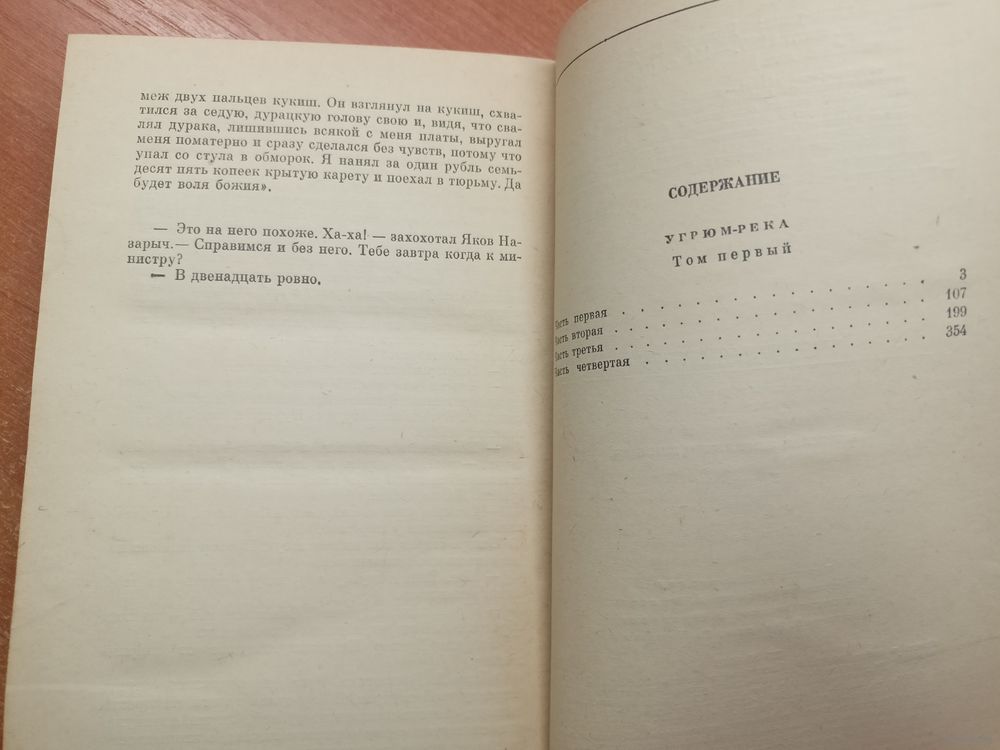 меж двух пальцев кукиш. Он взглянул на кукиш, схва-
тился за седую, дурацкую голову свою и, видя, что сва-
лял дурака, лишившись всякой с меня платы, выругал
меня поматерно и сразу сделался без чувств, потому что
упал со стула в обморок. Я нанял за один рубль семь-
десят пять копеек крытую карету и поехал в тюрьму. Да
будет воля божия».
— Это на него похоже. Ха-ха! — захохотал Яков На-
зарыч.— Справимся и без него. Тебе завтра когда к ми-
нистру?
— В двенадцать ровно.
СОДЕРЖАНИЕ
УГРЮМ-РЕКА
Том первый
Часть первая . . . . . . . . . . . . . . . 3
Часть вторая . . . . . . . . . . . . . . . 107
Часть третья . . . . . . . . . . . . . . . 199
Часть четвертая . . . . . . . . . . . . . . 354